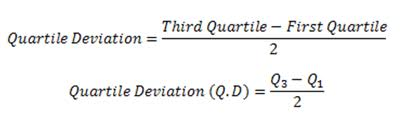 Quartile Deviation = (Third Quartile − First Quartile) / 2
Quartile Deviation (Q.D) = (Q₃ − Q₁) / 2